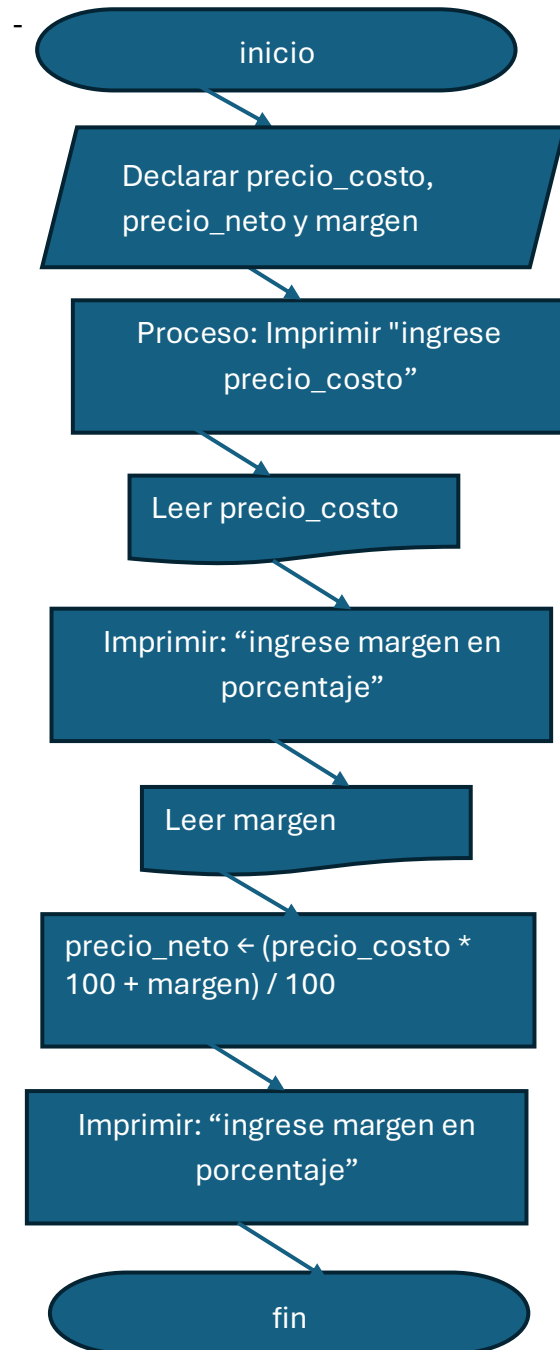 -
inicio
Declarar precio_costo,
precio_neto y margen
Proceso: Imprimir "ingrese
precio_costo”
Leer precio_costo
Imprimir: “ingrese margen en
porcentaje”
Leer margen
precio_neto ← (precio_costo *
100 + margen) / 100
Imprimir: “ingrese margen en
porcentaje”
fin